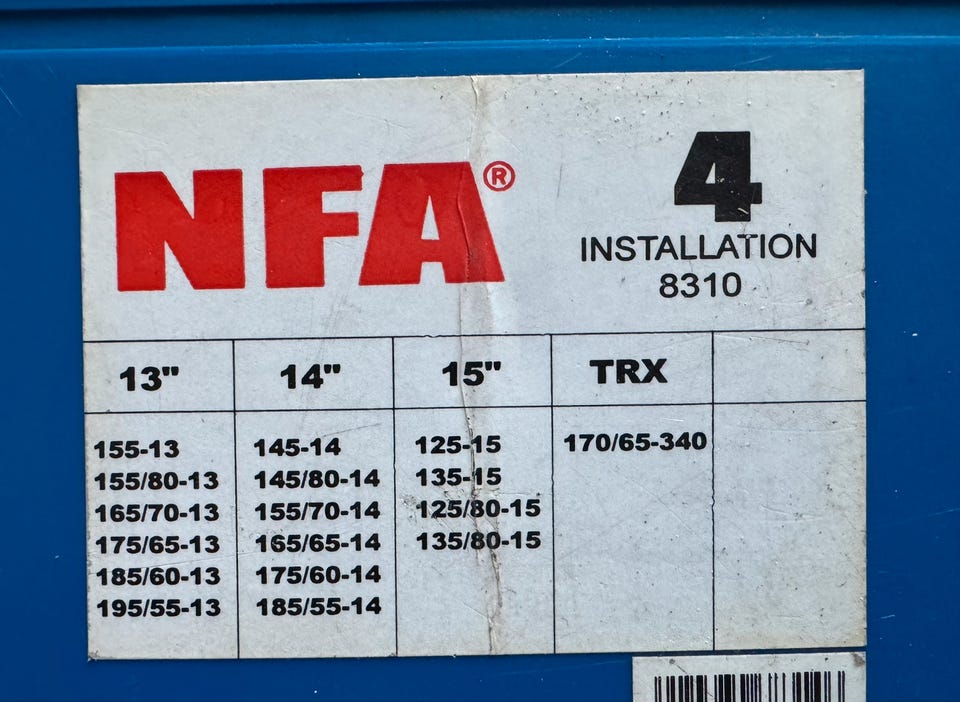 NFA®
4
INSTALLATION
8310
13" 14" 15" TRX
155-13 145-14 125-15 170/65-340
155/80-13 145/80-14 135-15
165/70-13 155/70-14 125/80-15
175/65-13 165/65-14 135/80-15
185/60-13 175/60-14
195/55-13 185/55-14